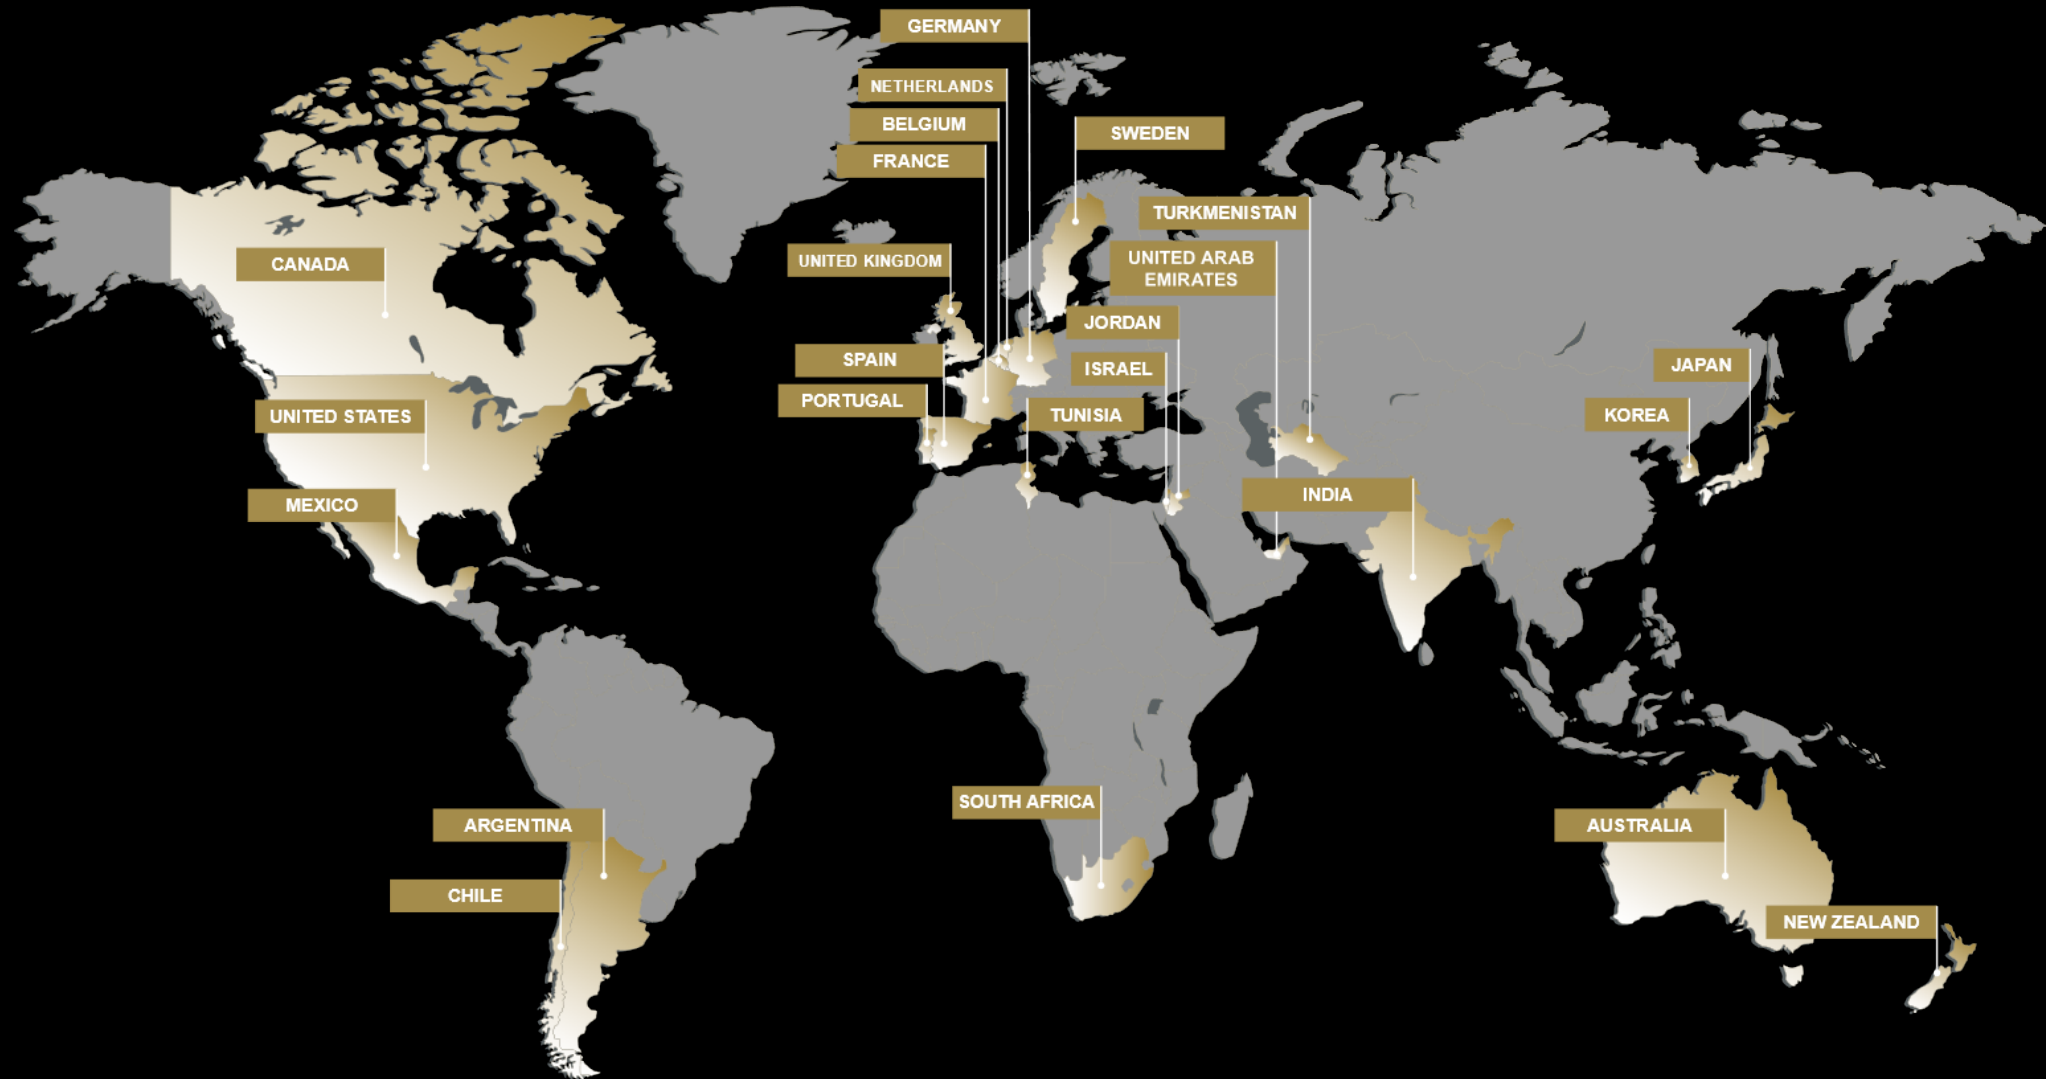 GERMANY
NETHERLANDS
BELGIUM
SWEDEN
FRANCE
TURKMENISTAN
UNITED KINGDOM
UNITED ARAB
EMIRATES
CANADA
JORDAN
SPAIN
ISRAEL
JAPAN
PORTUGAL
TUNISIA
KOREA
UNITED STATES
INDIA
MEXICO
SOUTH AFRICA
ARGENTINA
AUSTRALIA
CHILE
NEW ZEALAND